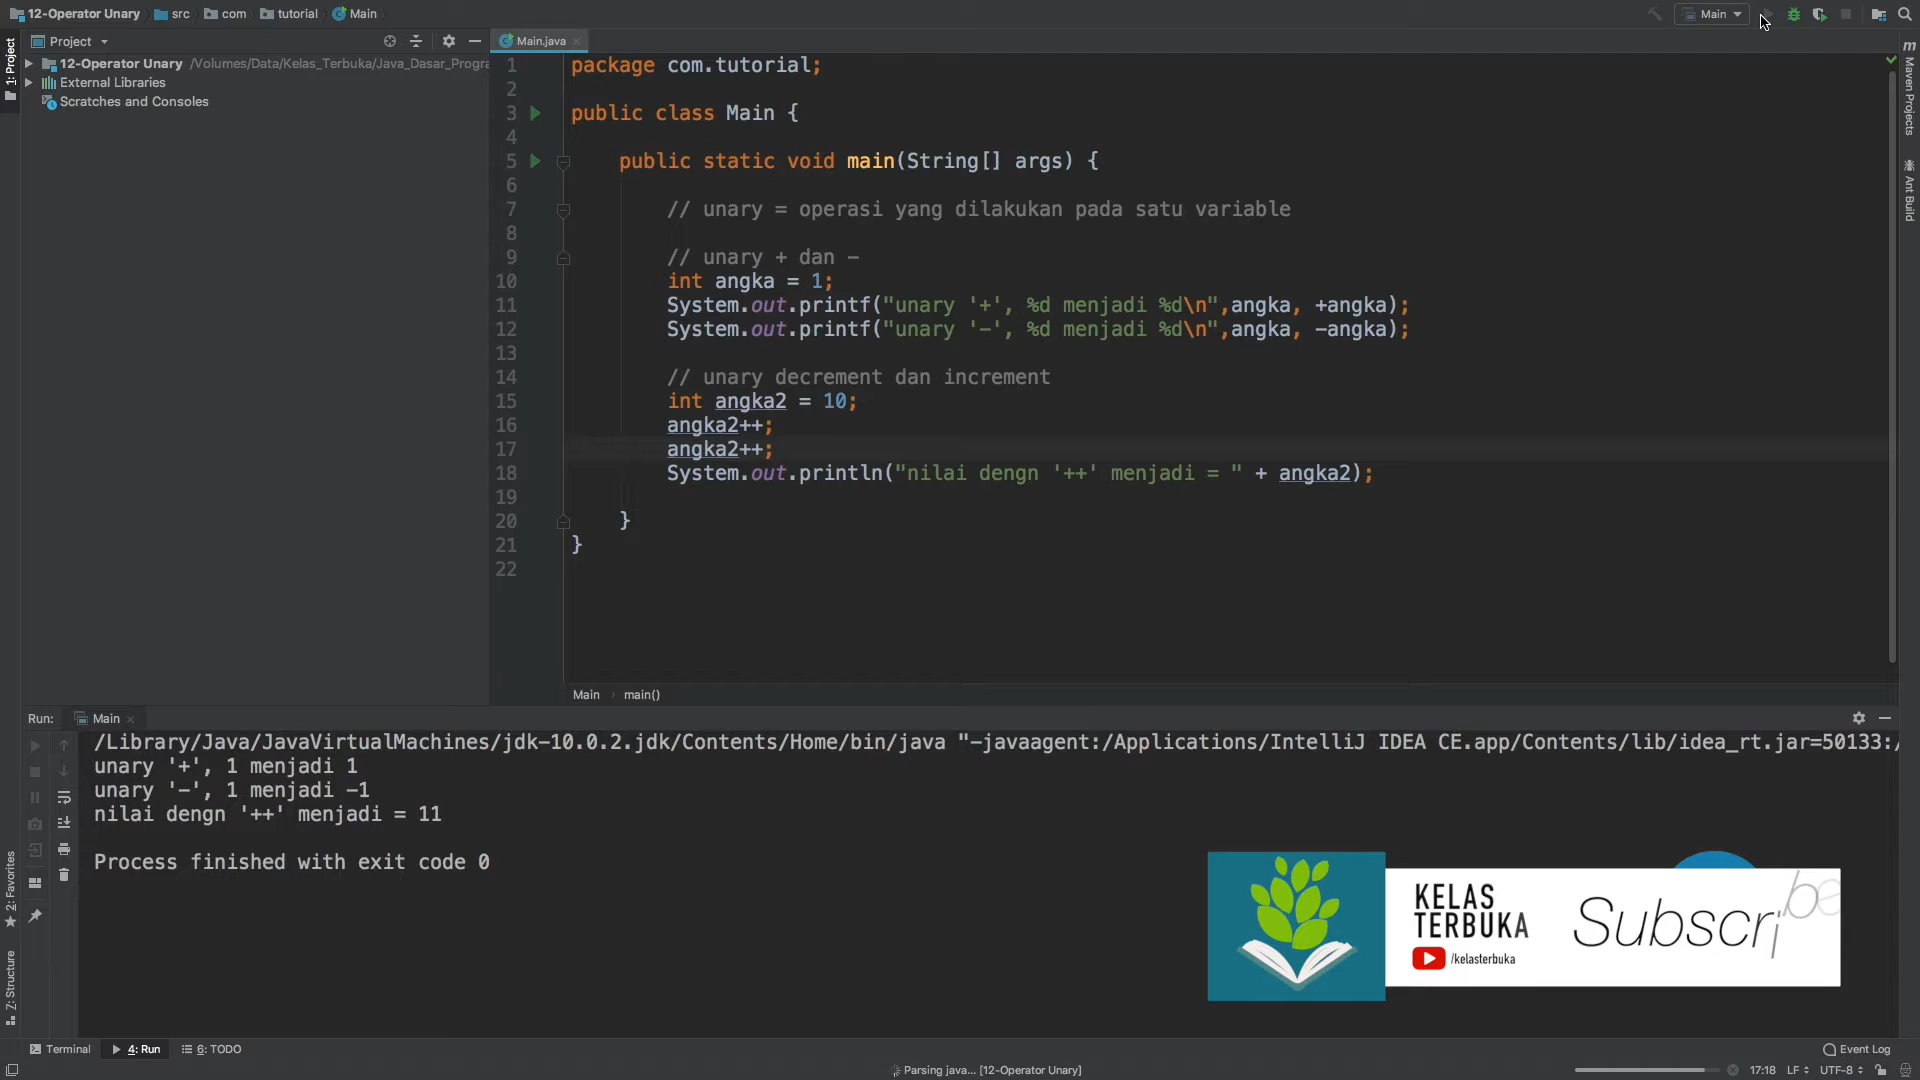 12-Operator Unary src com tutorial Main
Main
Project
Main.java
1: Project
12-Operator Unary /Volumes/Data/Kelas_Terbuka/Java_Dasar_Progra
External Libraries
Scratches and Consoles
1 package com.tutorial;
2
3 public class Main {
4
5 public static void main(String[] args) {
6
7 // unary = operasi yang dilakukan pada satu variable
8
9 // unary + dan -
10 int angka = 1;
11 System.out.printf("unary '+', %d menjadi %d\n",angka, +angka);
12 System.out.printf("unary '-', %d menjadi %d\n",angka, -angka);
13
14 // unary decrement dan increment
15 int angka2 = 10;
16 angka2++;
17 angka2++;
18 System.out.println("nilai dengn '++' menjadi = " + angka2);
19
20 }
21 }
22
m Maven Projects
Ant Build
Main main()
Run: Main
/Library/Java/JavaVirtualMachines/jdk-10.0.2.jdk/Contents/Home/bin/java "-javaagent:/Applications/IntelliJ IDEA CE.app/Contents/lib/idea_rt.jar=50133:/
unary '+', 1 menjadi 1
unary '-', 1 menjadi -1
nilai dengn '++' menjadi = 11
Process finished with exit code 0
2: Favorites
Z: Structure
KELAS
TERBUKA
/kelasterbuka
Subscribe
Terminal 4: Run 6: TODO
Event Log
Parsing java... [12-Operator Unary]
17:18 LF UTF-8